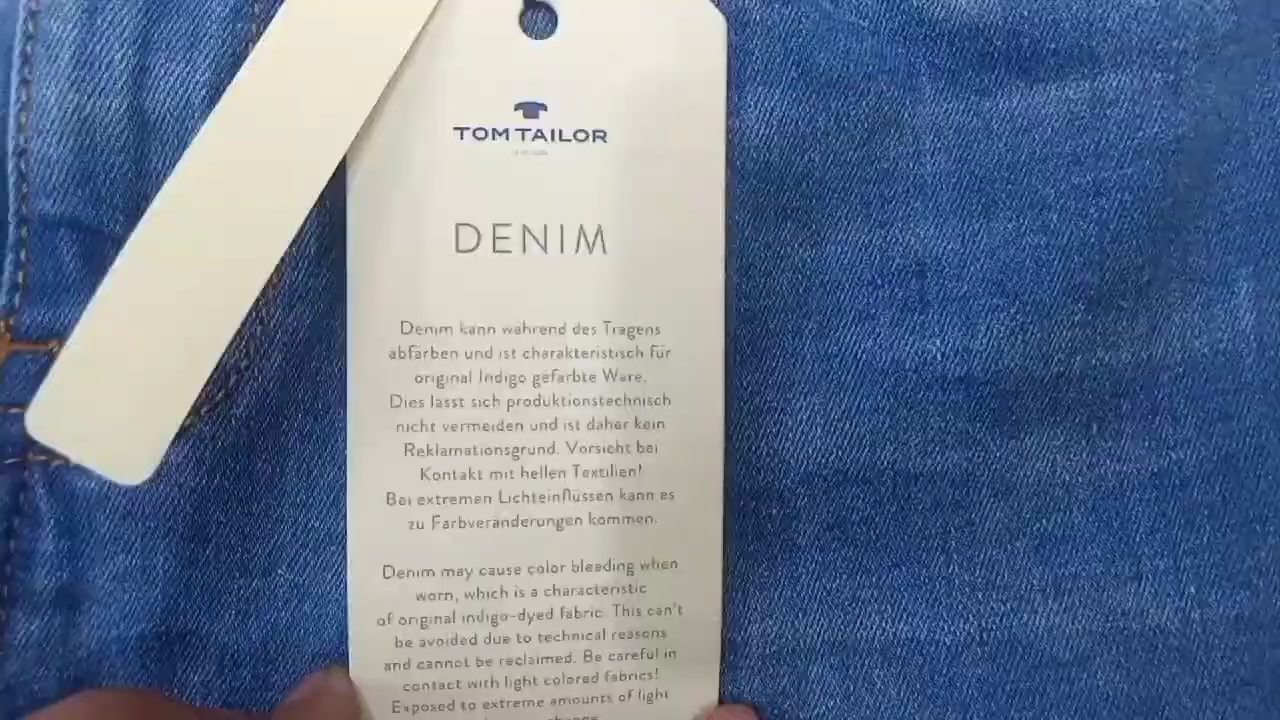 TOM TAILOR
DENIM
Denim kann während des Tragens
abfärben und ist charakteristisch für
original Indigo gefärbte Ware.
Dies lässt sich produktionstechnisch
nicht vermeiden und ist daher kein
Reklamationsgrund. Vorsicht bei
Kontakt mit hellen Textilien!
Bei extremen Lichteinflüssen kann es
zu Farbveränderungen kommen.
Denim may cause color bleeding when
worn, which is a characteristic
of original indigo-dyed fabric. This can't
be avoided due to technical reasons
and cannot be reclaimed. Be careful in
contact with light colored fabrics!
Exposed to extreme amounts of light